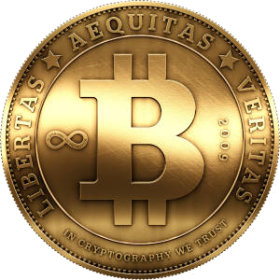 LIBERTAS ★ AEQUITAS ★ VERITAS
₿
2009
IN CRYPTOGRAPHY WE TRUST